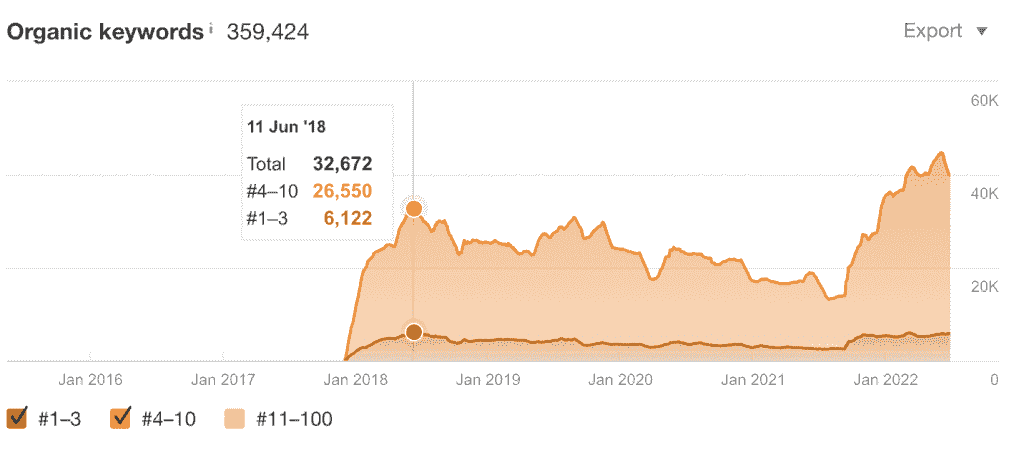 Organic keywords i 359,424
Export ▼
60K
11 Jun '18
Total 32,672
#4–10 26,550
#1–3 6,122
40K
20K
Jan 2016 Jan 2017 Jan 2018 Jan 2019 Jan 2020 Jan 2021 Jan 2022 0
#1–3 #4–10 #11–100